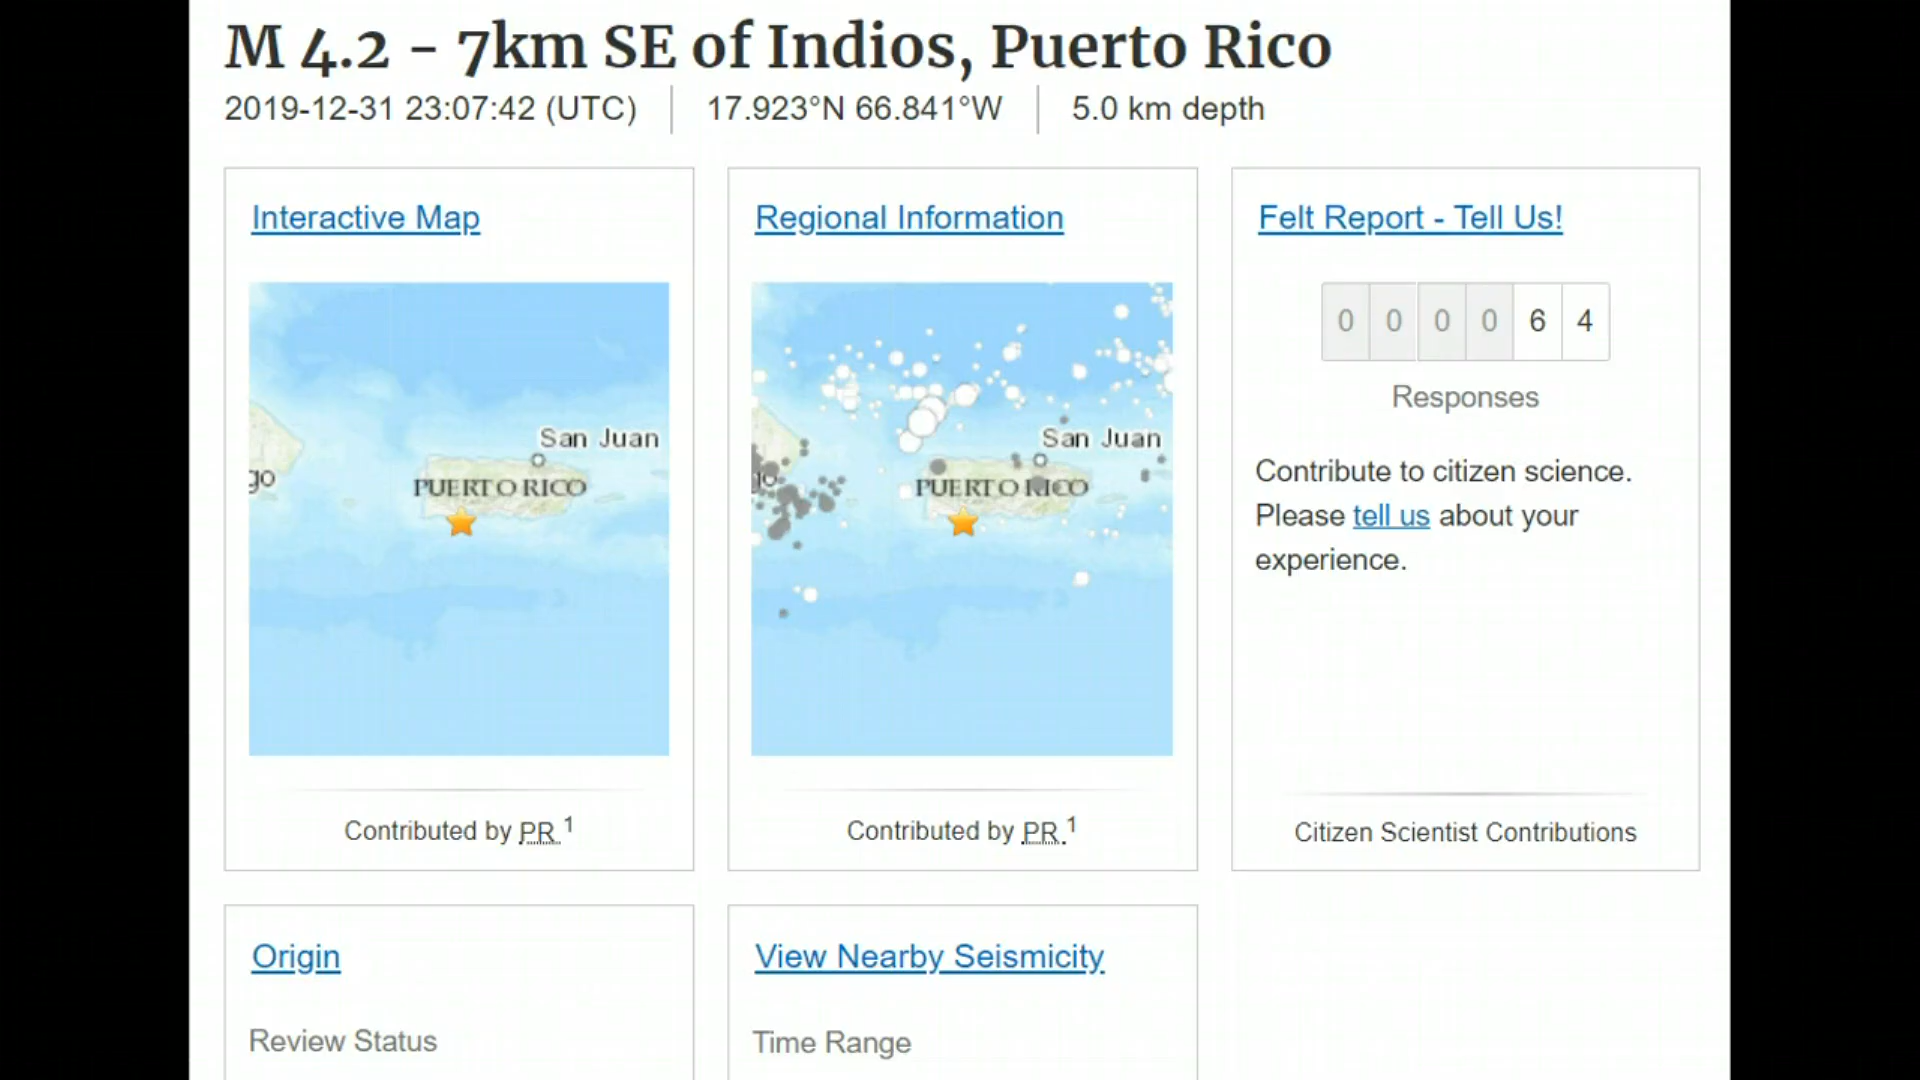 M 4.2 - 7km SE of Indios, Puerto Rico
2019-12-31 23:07:42 (UTC)
17.923°N 66.841°W
5.0 km depth
Interactive Map
San Juan
go
PUERTO RICO
Contributed by PR 1
Regional Information
San Juan
PUERTO RICO
Contributed by PR 1
Felt Report - Tell Us!
0 0 0 0 6 4
Responses
Contribute to citizen science.
Please tell us about your
experience.
Citizen Scientist Contributions
Origin
Review Status
View Nearby Seismicity
Time Range